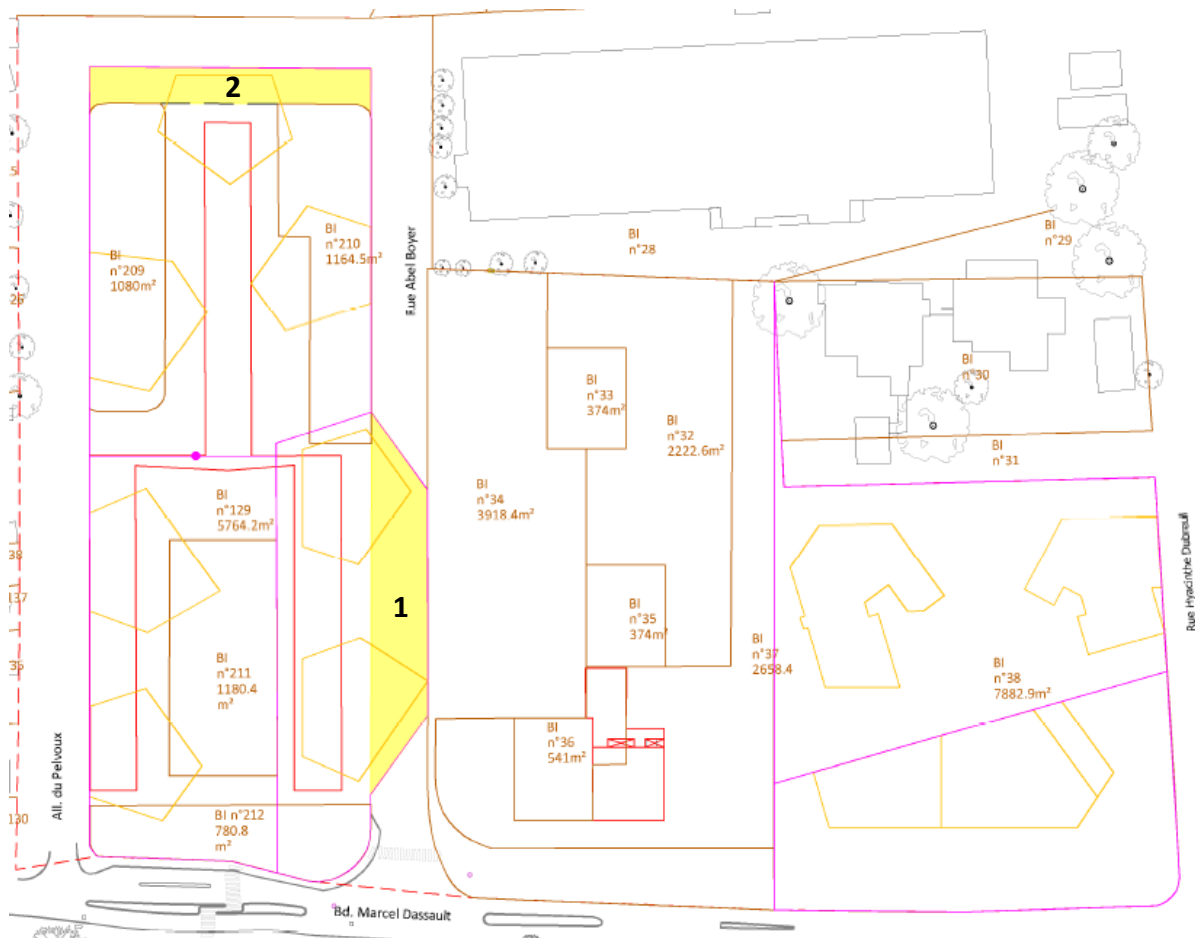 2
BI
n°209
1080m²
BI
n°210
1164.5m²
Rue Abel Boyer
BI
n°28
BI
n°29
BI
n°30
BI
n°31
BI
n°33
374m²
BI
n°32
2222.6m²
BI
n°34
3918.4m²
BI
n°129
5764.2m²
1
BI
n°35
374m²
BI
n°37
2658.4
BI
n°38
7882.9m²
BI
n°211
1180.4
m²
BI
n°36
541m²
BI n°212
780.8
m²
All. du Pelvoux
Rue Hyacinthe Dubreuil
Bd. Marcel Dassault
130